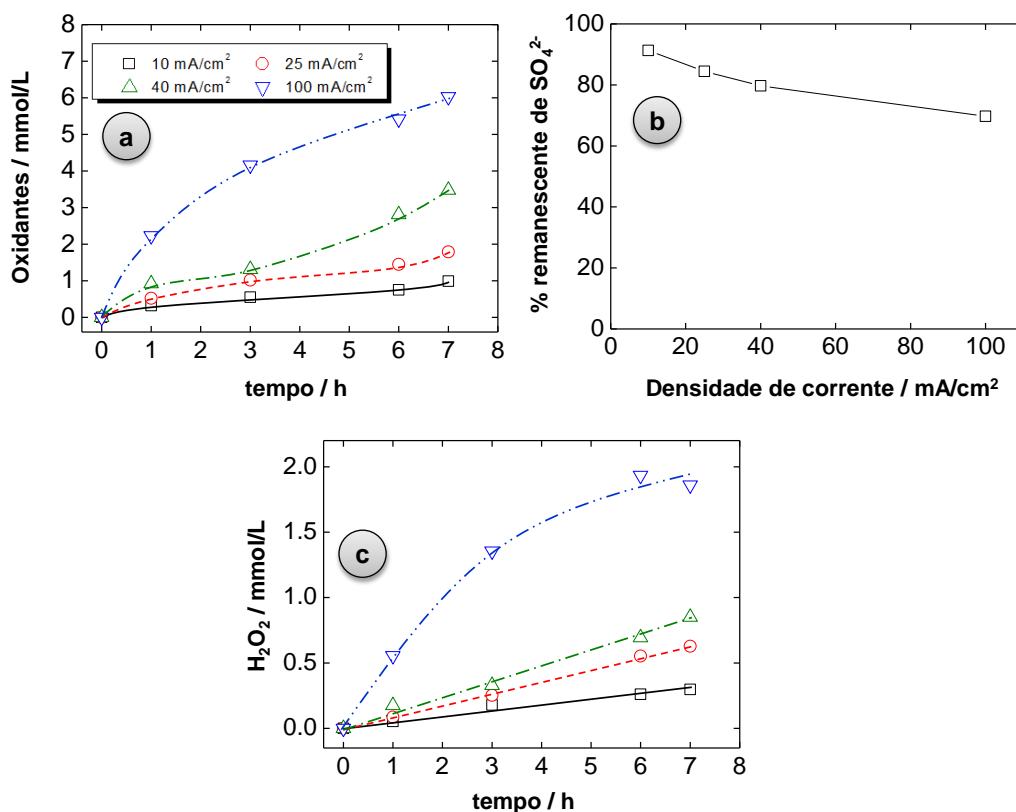 Oxidantes / mmol/L
8
7
6
5
4
3
2
1
0
10 mA/cm²
25 mA/cm²
40 mA/cm²
100 mA/cm²
a
0 1 2 3 4 5 6 7 8
tempo / h
% remanescente de SO₄²⁻
100
80
60
40
20
0
b
0 20 40 60 80 100
Densidade de corrente / mA/cm²
H₂O₂ / mmol/L
2.0
1.5
1.0
0.5
0.0
c
0 1 2 3 4 5 6 7 8
tempo / h